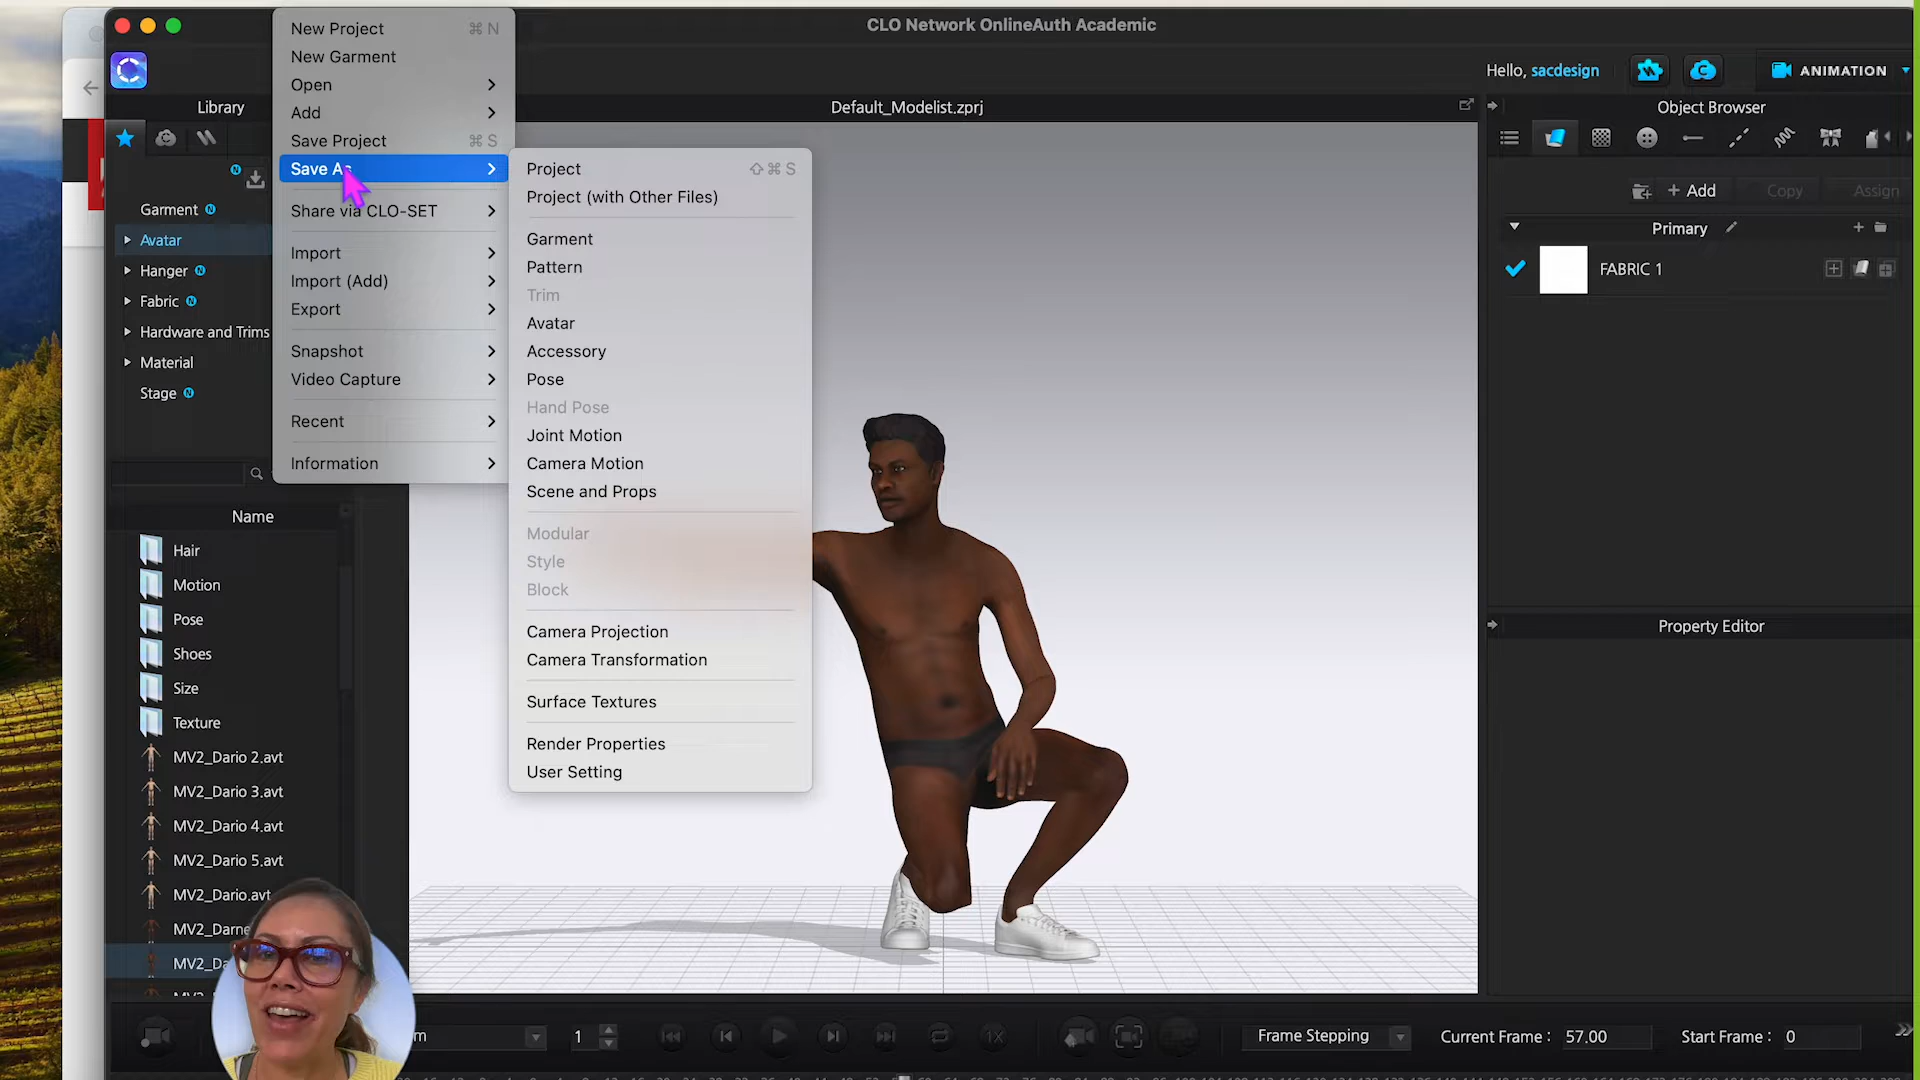 CLO Network OnlineAuth Academic
New Project ⌘ N
New Garment
Open
Add
Save Project ⌘ S
Save As
Share via CLO-SET
Import
Import (Add)
Export
Snapshot
Video Capture
Recent
Information
Project ⇧ ⌘ S
Project (with Other Files)
Garment
Pattern
Trim
Avatar
Accessory
Pose
Hand Pose
Joint Motion
Camera Motion
Scene and Props
Modular
Style
Block
Camera Projection
Camera Transformation
Surface Textures
Render Properties
User Setting
Hello, sacdesign
ANIMATION
Library
Default_Modelist.zprj
Object Browser
Garment N
Avatar
Hanger N
Fabric N
Hardware and Trims
Material
Stage N
+ Add Copy Assign
Primary
FABRIC 1
Property Editor
Name
Hair
Motion
Pose
Shoes
Size
Texture
MV2_Dario 2.avt
MV2_Dario 3.avt
MV2_Dario 4.avt
MV2_Dario 5.avt
MV2_Dario.avt
MV2_Darne
MV2_Da
1
1X
Frame Stepping
Current Frame : 57.00
Start Frame : 0